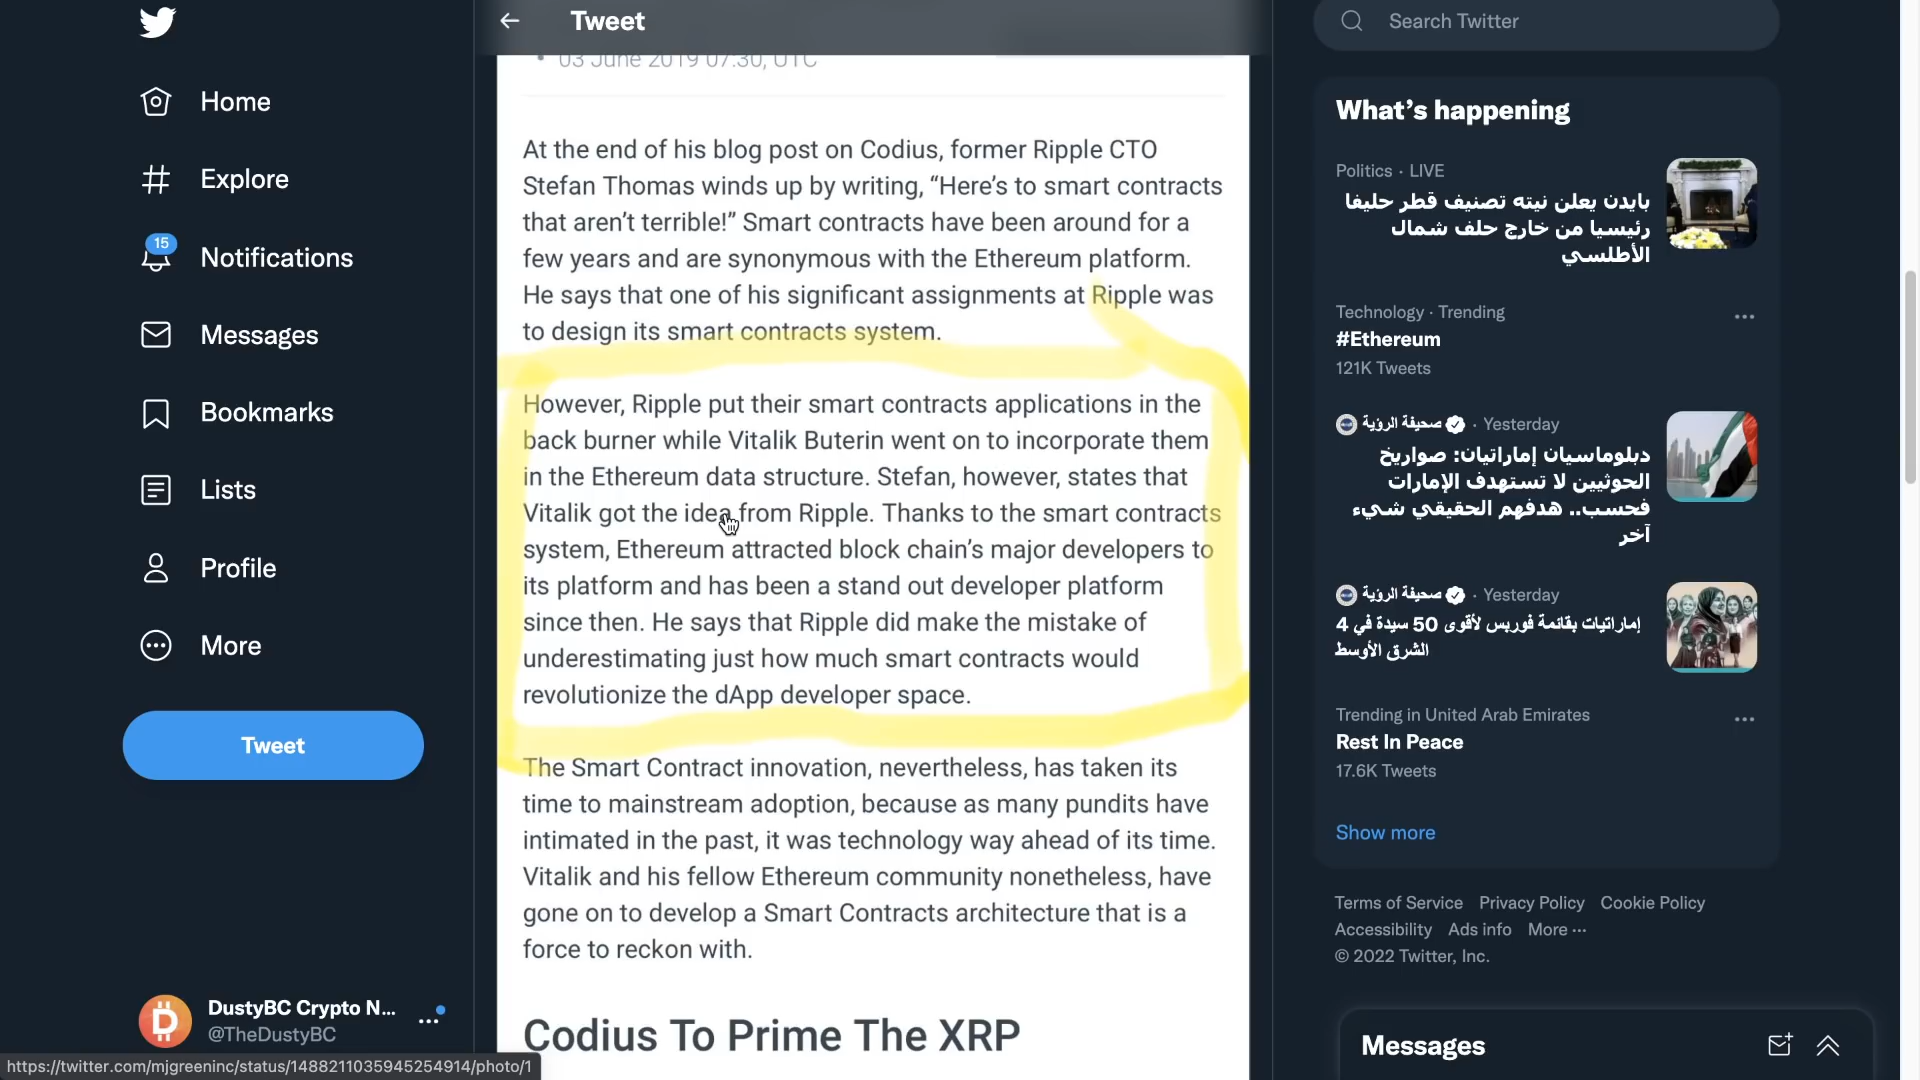 Tweet
Search Twitter
Home
Explore
15
Notifications
Messages
Bookmarks
Lists
Profile
More
Tweet
DustyBC Crypto N...
@TheDustyBC
https://twitter.com/mjgreeninc/status/1488211035945254914/photo/1
• 03 June 2019 07:30, UTC
At the end of his blog post on Codius, former Ripple CTO
Stefan Thomas winds up by writing, “Here’s to smart contracts
that aren’t terrible!” Smart contracts have been around for a
few years and are synonymous with the Ethereum platform.
He says that one of his significant assignments at Ripple was
to design its smart contracts system.
However, Ripple put their smart contracts applications in the
back burner while Vitalik Buterin went on to incorporate them
in the Ethereum data structure. Stefan, however, states that
Vitalik got the idea from Ripple. Thanks to the smart contracts
system, Ethereum attracted block chain’s major developers to
its platform and has been a stand out developer platform
since then. He says that Ripple did make the mistake of
underestimating just how much smart contracts would
revolutionize the dApp developer space.
The Smart Contract innovation, nevertheless, has taken its
time to mainstream adoption, because as many pundits have
intimated in the past, it was technology way ahead of its time.
Vitalik and his fellow Ethereum community nonetheless, have
gone on to develop a Smart Contracts architecture that is a
force to reckon with.
Codius To Prime The XRP
What’s happening
Politics · LIVE
بايدن يعلن نيته تصنيف قطر حليفا
رئيسيا من خارج حلف شمال
الأطلسي
Technology · Trending
#Ethereum
121K Tweets
صحيفة الرؤية · Yesterday
دبلوماسيان إماراتيان: صواريخ
الحوثيين لا تستهدف الإمارات
فحسب.. هدفهم الحقيقي شيء
آخر
صحيفة الرؤية · Yesterday
إماراتيات بقائمة فوربس لأقوى 50 سيدة في 4
الشرق الأوسط
Trending in United Arab Emirates
Rest In Peace
17.6K Tweets
Show more
Terms of Service Privacy Policy Cookie Policy
Accessibility Ads info More ···
© 2022 Twitter, Inc.
Messages